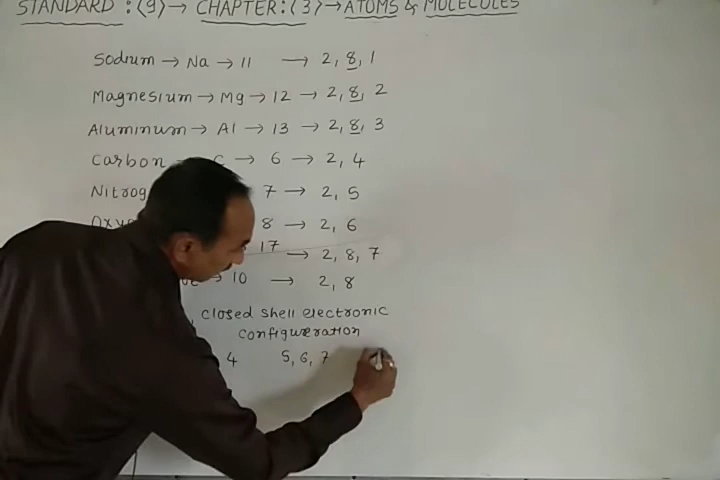 STANDARD :(9)→ CHAPTER:(3)→ATOMS & MOLECULES
Sodium → Na → 11 → 2, 8, 1
Magnesium → Mg → 12 → 2, 8, 2
Aluminum → Al → 13 → 2, 8, 3
Carbon → 6 → 2, 4
7 → 2, 5
8 → 2, 6
17 → 2, 8, 7
→ 10 → 2, 8
closed shell electronic
configureration
4 5, 6, 7